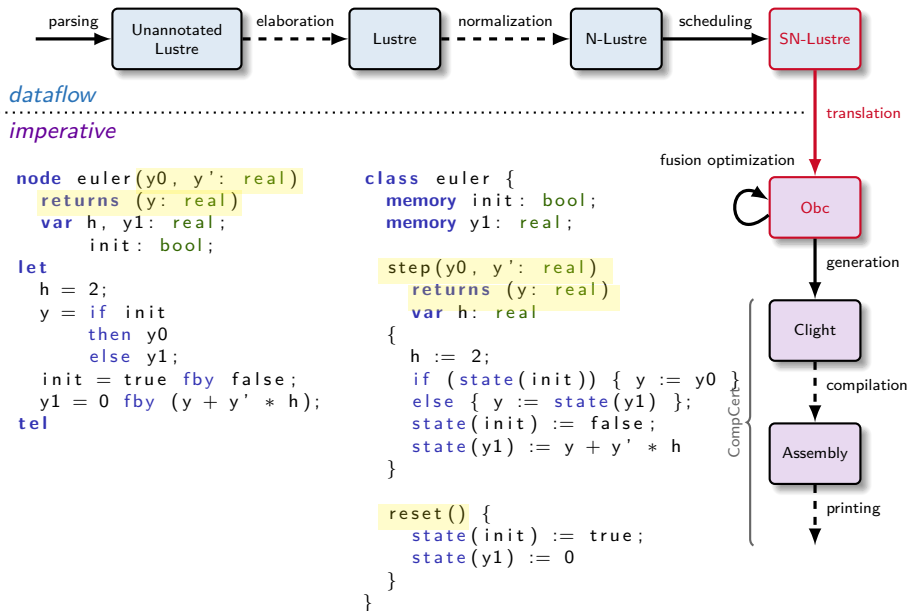 parsing
Unannotated
Lustre
elaboration
Lustre
normalization
N-Lustre
scheduling
SN-Lustre
dataflow
imperative
translation
fusion optimization
Obc
generation
Clight
compilation
Assembly
printing
CompCert
node euler(y0, y': real)
returns (y: real)
var h, y1: real;
init: bool;
let
h = 2;
y = if init
then y0
else y1;
init = true fby false;
y1 = 0 fby (y + y' * h);
tel
class euler {
memory init: bool;
memory y1: real;
step(y0, y': real)
returns (y: real)
var h: real
{
h := 2;
if (state(init)) { y := y0 }
else { y := state(y1) };
state(init) := false;
state(y1) := y + y' * h
}
reset() {
state(init) := true;
state(y1) := 0
}
}